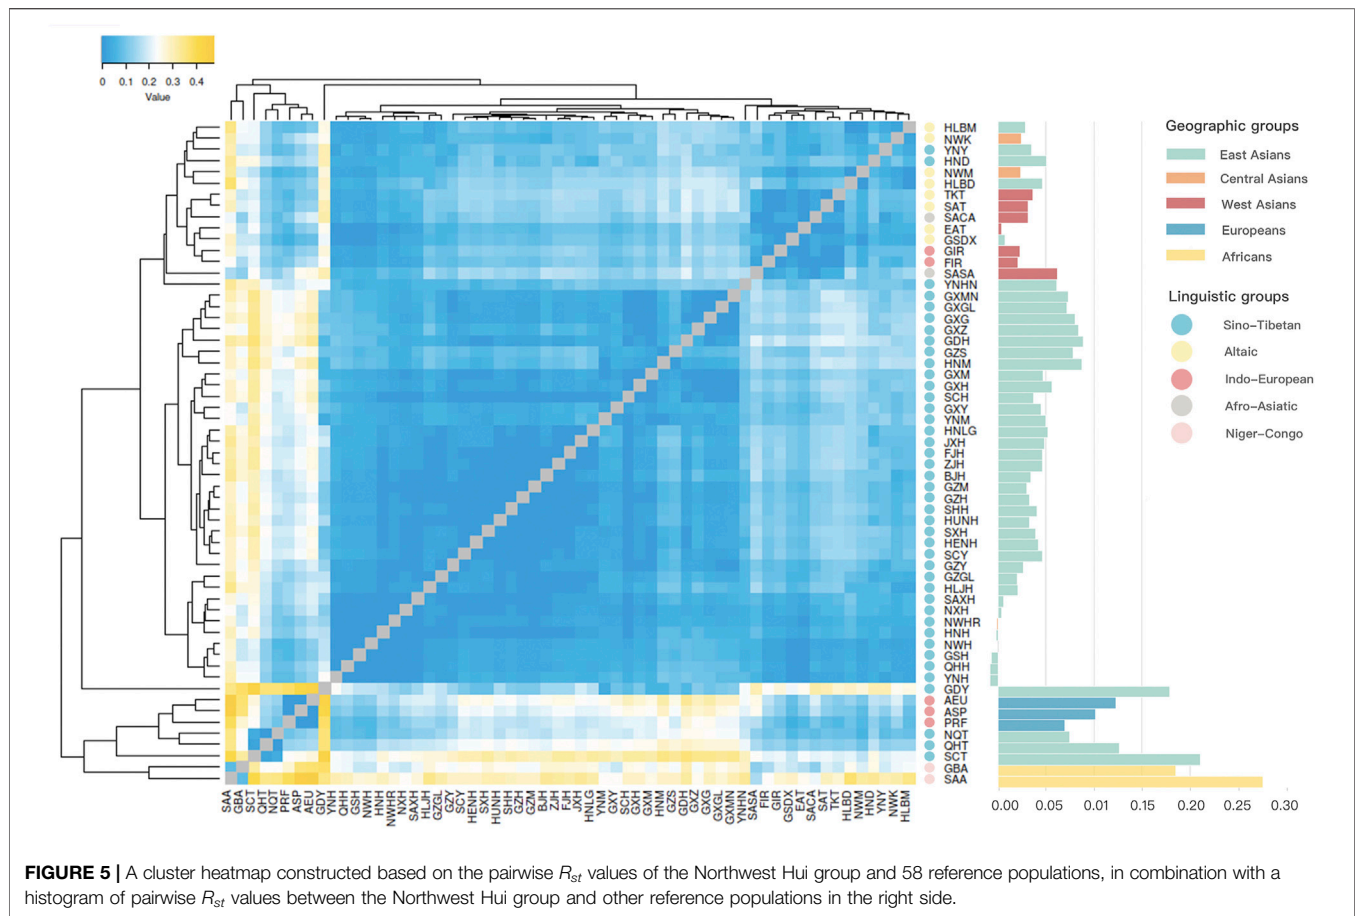 0 0.1 0.2 0.3 0.4
Value
HLBM
NWK
YNY
HND
NWM
HLBD
TKT
SAT
SACA
EAT
GSDX
GIR
FIR
SASA
YNHN
GXMN
GXGL
GXG
GXZ
GDH
GZS
HNM
GXM
GXH
SCH
GXY
YNM
HNLG
JXH
FJH
ZJH
BJH
GZM
GZH
SHH
HUNH
SXH
HENH
SCY
GZY
GZGL
HLJH
SAXH
NXH
NWHR
HNH
NWH
GSH
QHH
YNH
GDY
AEU
ASP
PRF
NQT
QHT
SCT
GBA
SAA
SAA GBA SCT QHT NQT PRF ASP AEU GDY YNH QHH GSH NWH HNH NWHR NXH SAXH HLJH GZGL GZY SCY HENH SXH HUNH SHH GZH GZM BJH ZJH FJH JXH HNLG YNM GXY SCH GXH GXM HNM GZS GDH GXZ GXG GXGL GXMN YNHN SASA FIR GIR GSDX EAT SACA SAT TKT HLBD NWM HND YNY NWK HLBM
Geographic groups
East Asians
Central Asians
West Asians
Europeans
Africans
Linguistic groups
Sino-Tibetan
Altaic
Indo-European
Afro-Asiatic
Niger-Congo
0.00 0.05 0.01 0.15 0.20 0.25 0.30
FIGURE 5 | A cluster heatmap constructed based on the pairwise Rst values of the Northwest Hui group and 58 reference populations, in combination with a
histogram of pairwise Rst values between the Northwest Hui group and other reference populations in the right side.